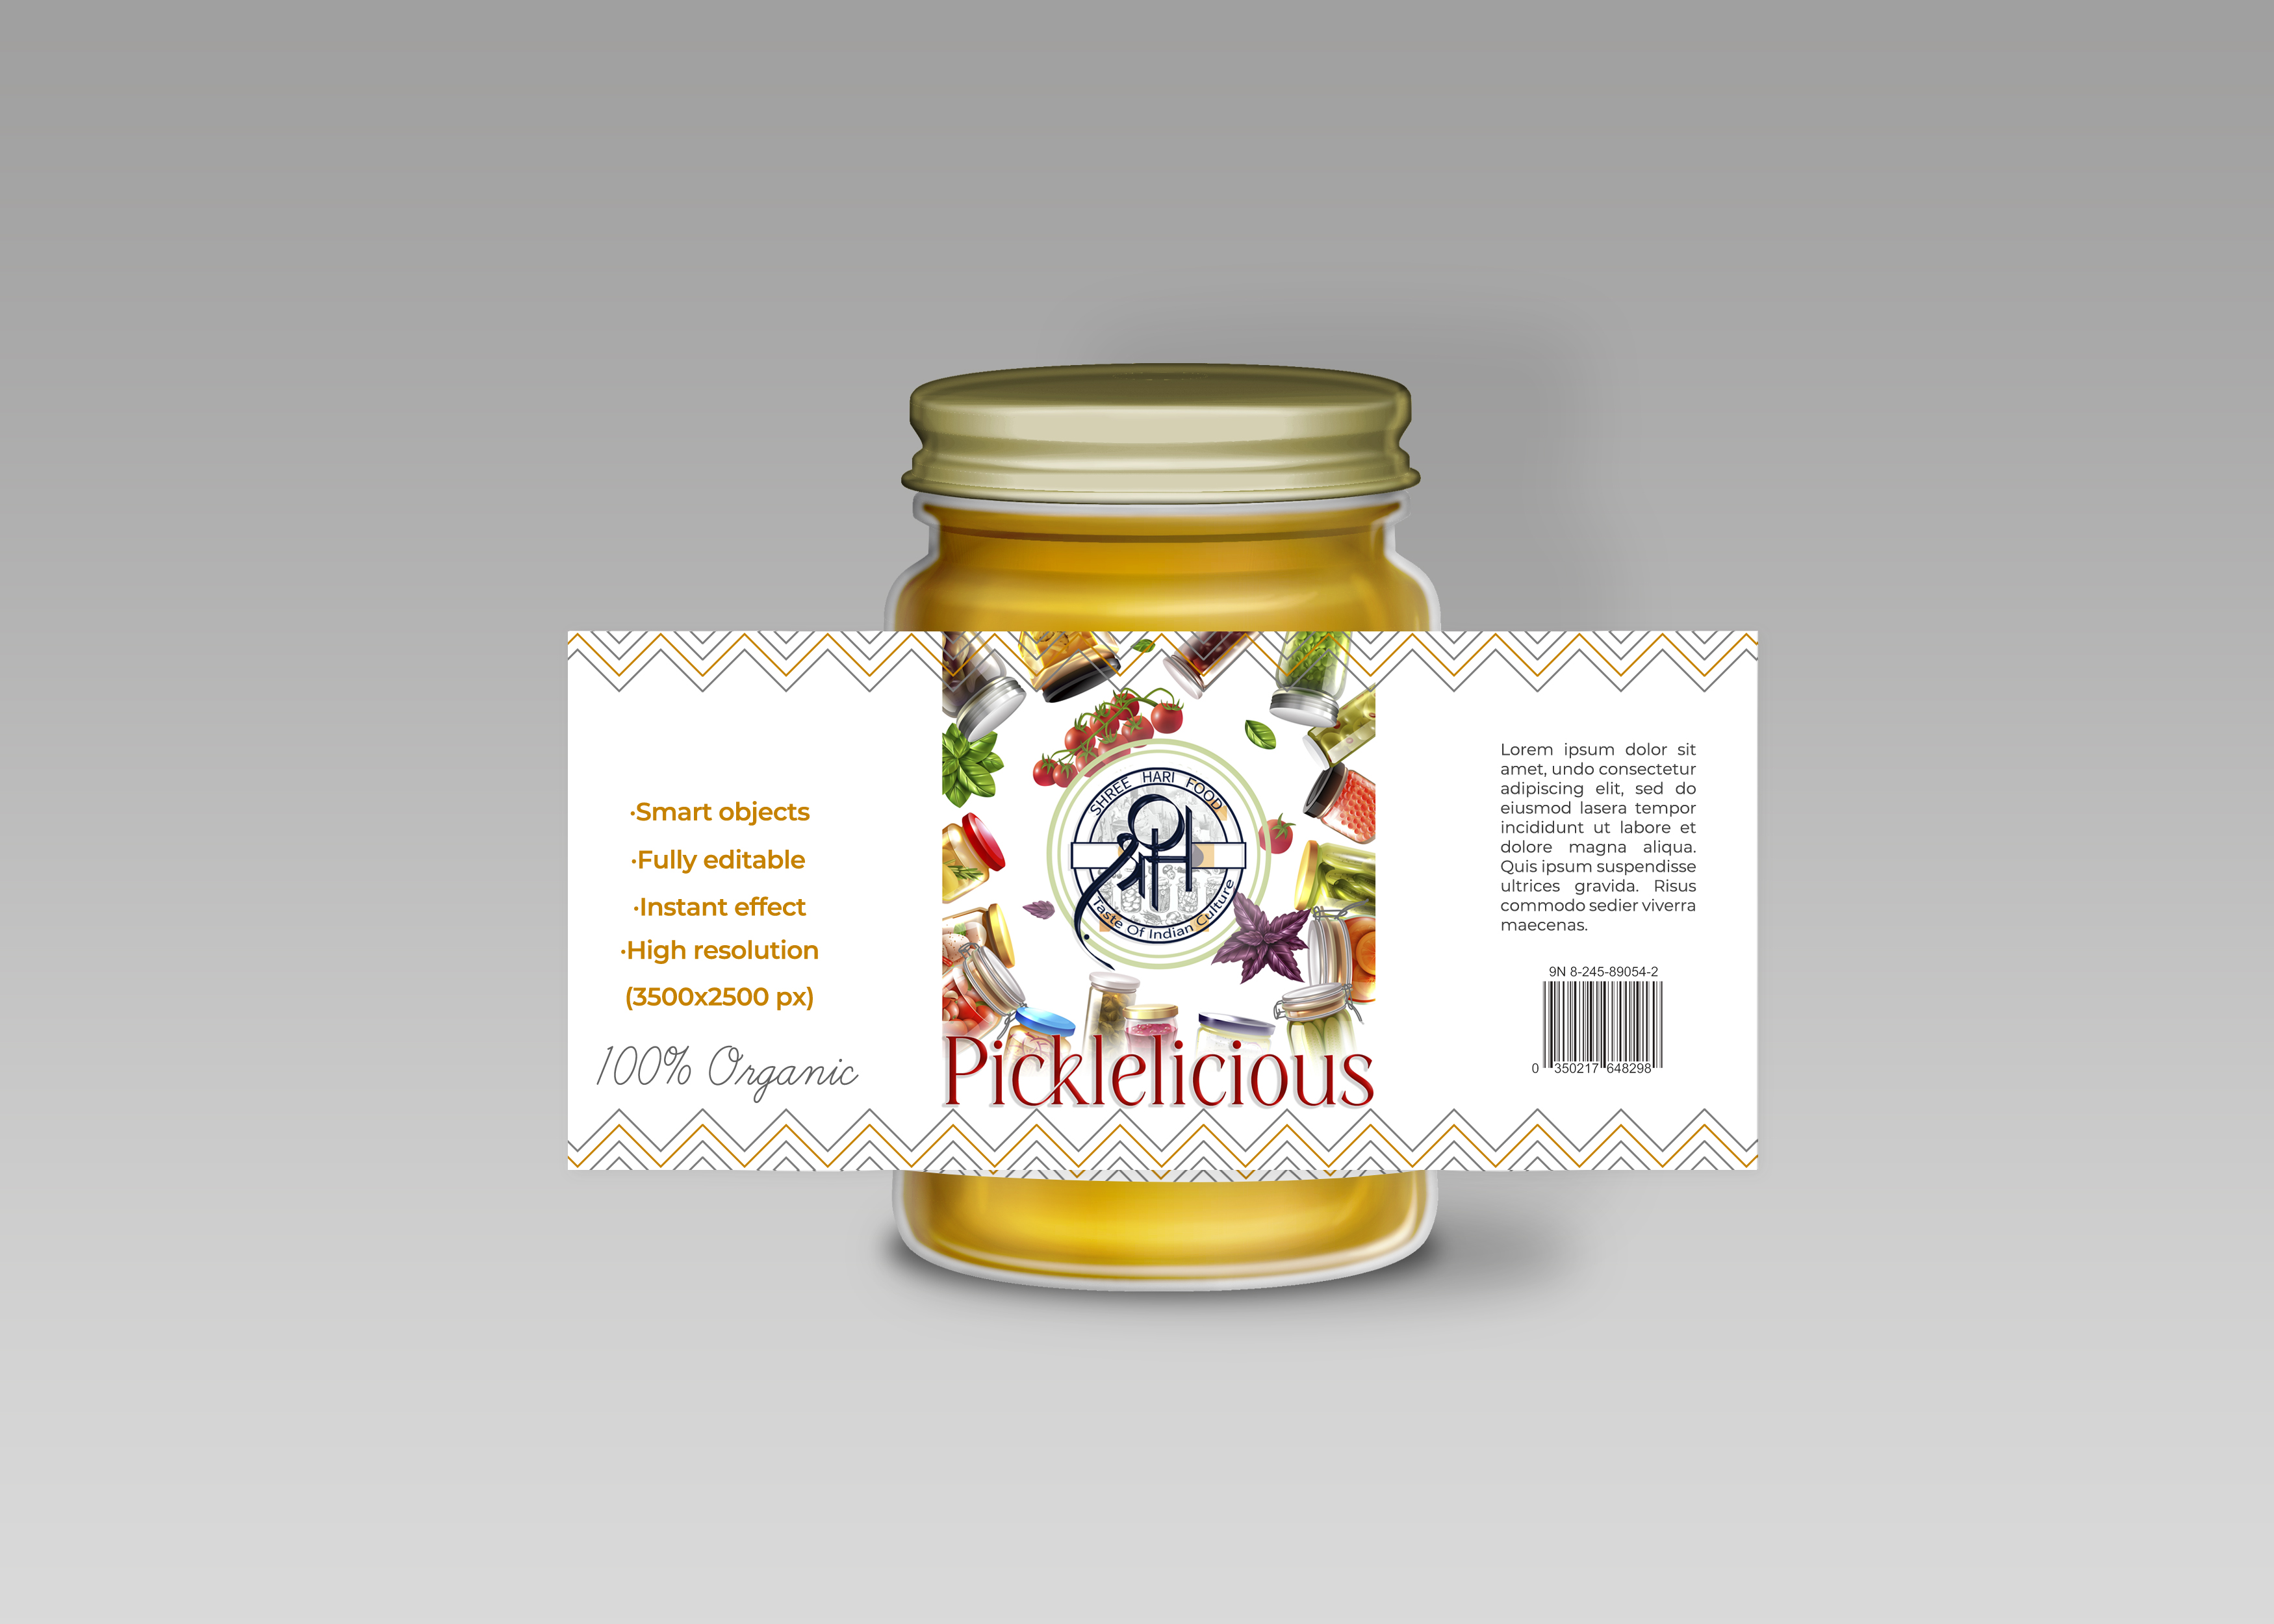 ·Smart objects
·Fully editable
·Instant effect
·High resolution
(3500x2500 px)
100% Organic
SHREE HARI FOOD
श्री
Taste Of Indian Culture
Picklelicious
Lorem ipsum dolor sit
amet, undo consectetur
adipiscing elit, sed do
eiusmod lasera tempor
incididunt ut labore et
dolore magna aliqua.
Quis ipsum suspendisse
ultrices gravida. Risus
commodo sedier viverra
maecenas.
9N 8-245-89054-2
0 350217 648298